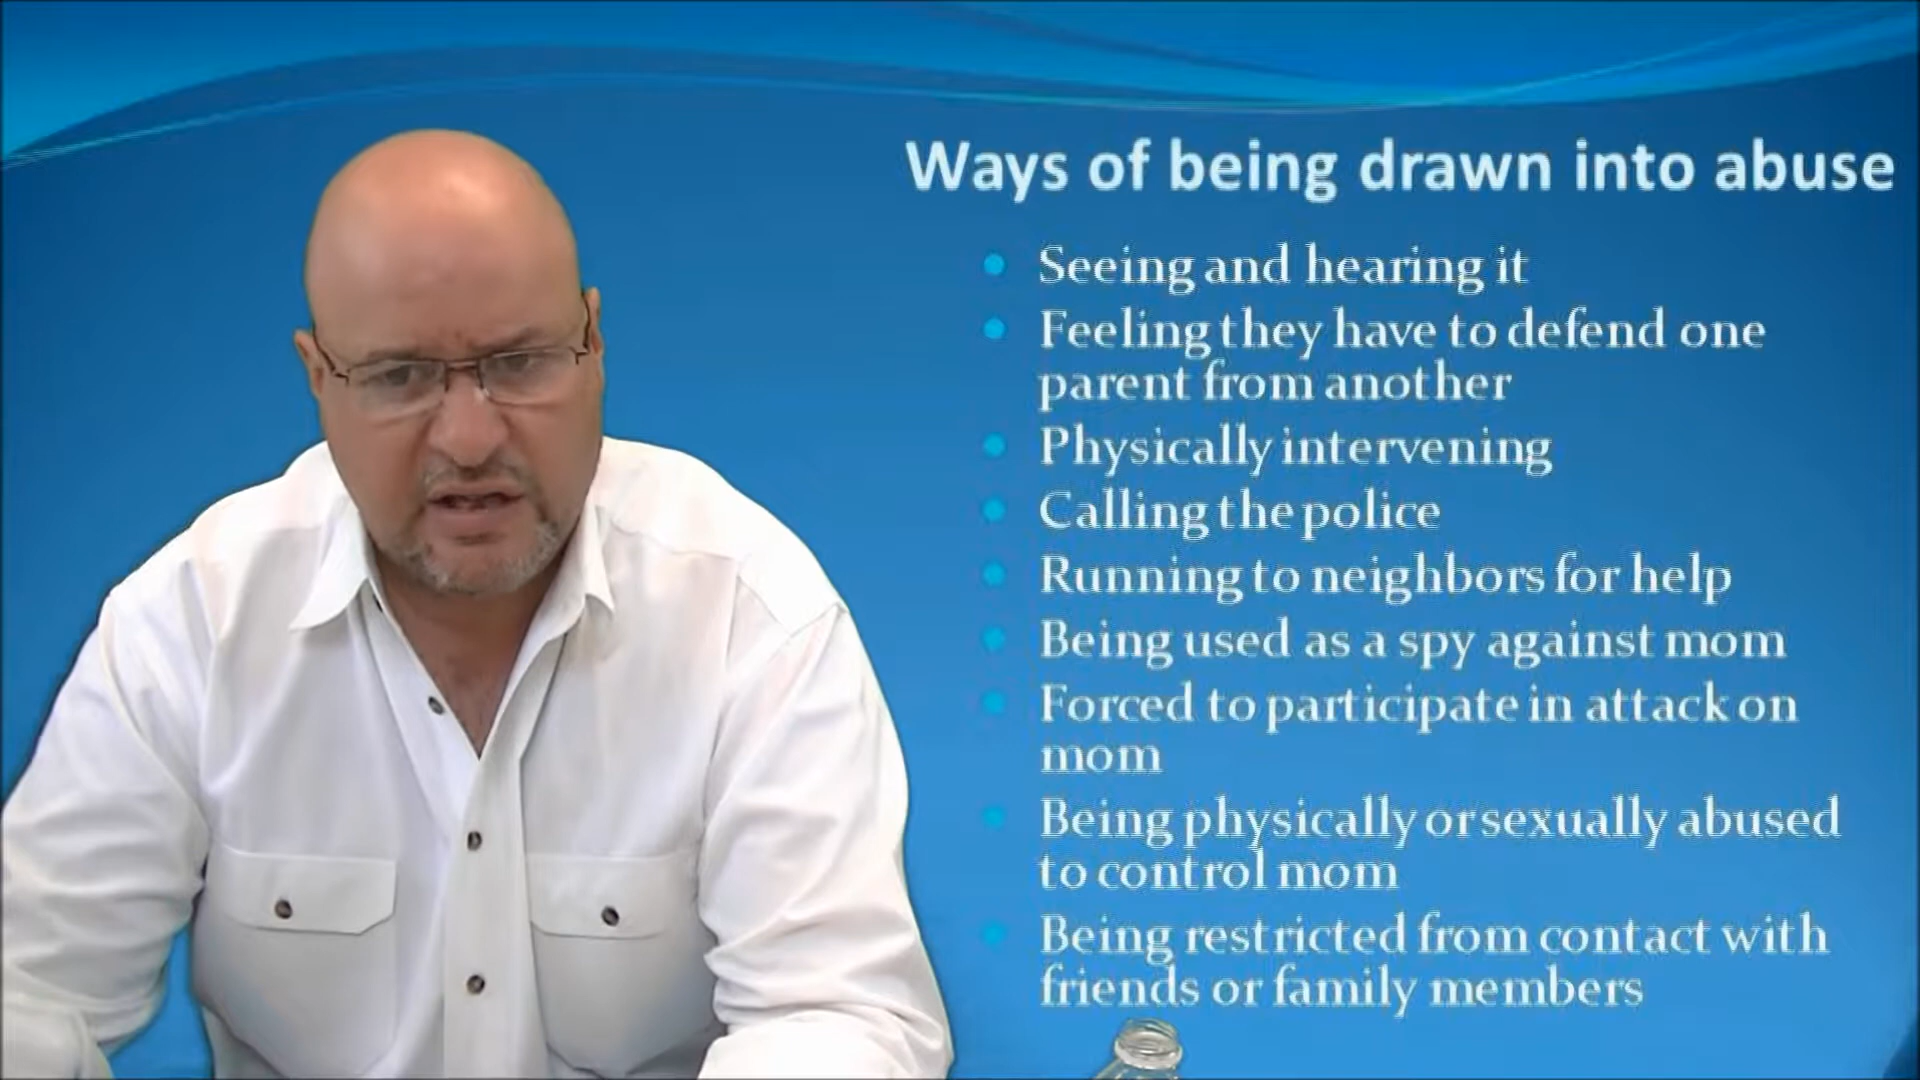 Ways of being drawn into abuse
Seeing and hearing it
Feeling they have to defend one
parent from another
Physically intervening
Calling the police
Running to neighbors for help
Being used as a spy against mom
Forced to participate in attack on
mom
Being physically or sexually abused
to control mom
Being restricted from contact with
friends or family members